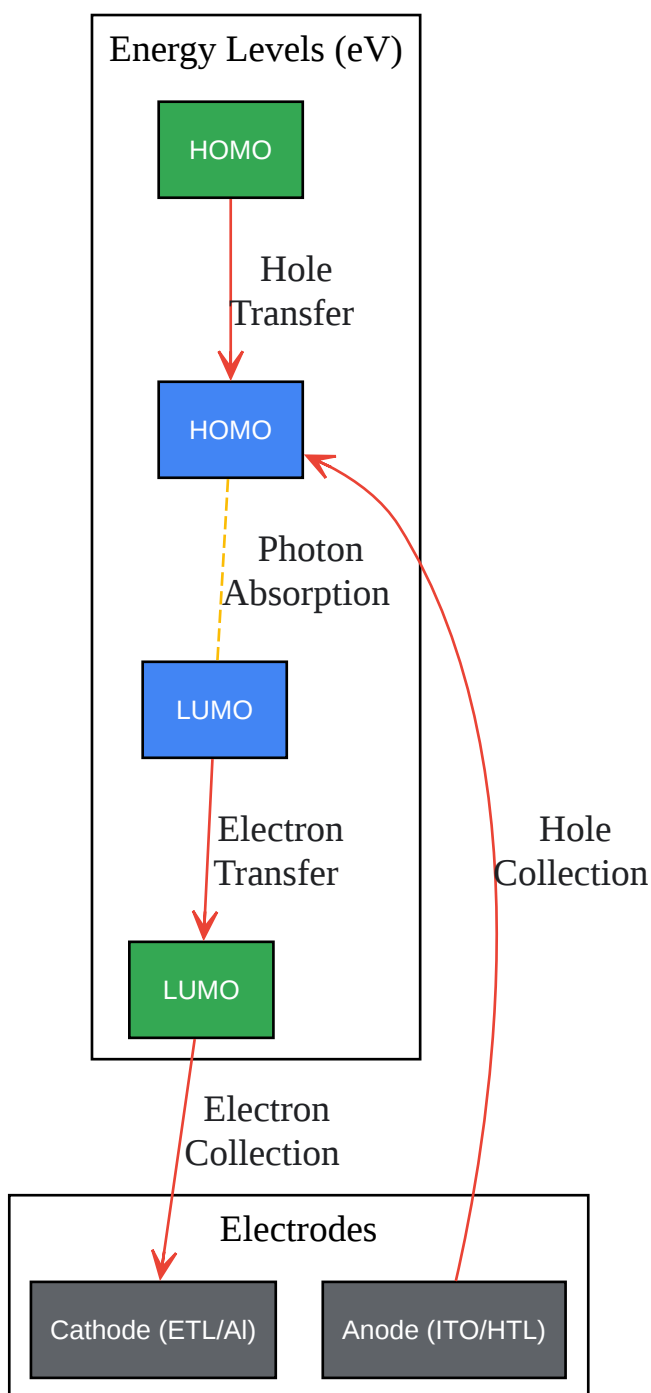 Energy Levels (eV)
HOMO
Hole
Transfer
HOMO
Photon
Absorption
LUMO
Electron
Transfer
Hole
Collection
LUMO
Electron
Collection
Electrodes
Cathode (ETL/Al)
Anode (ITO/HTL)